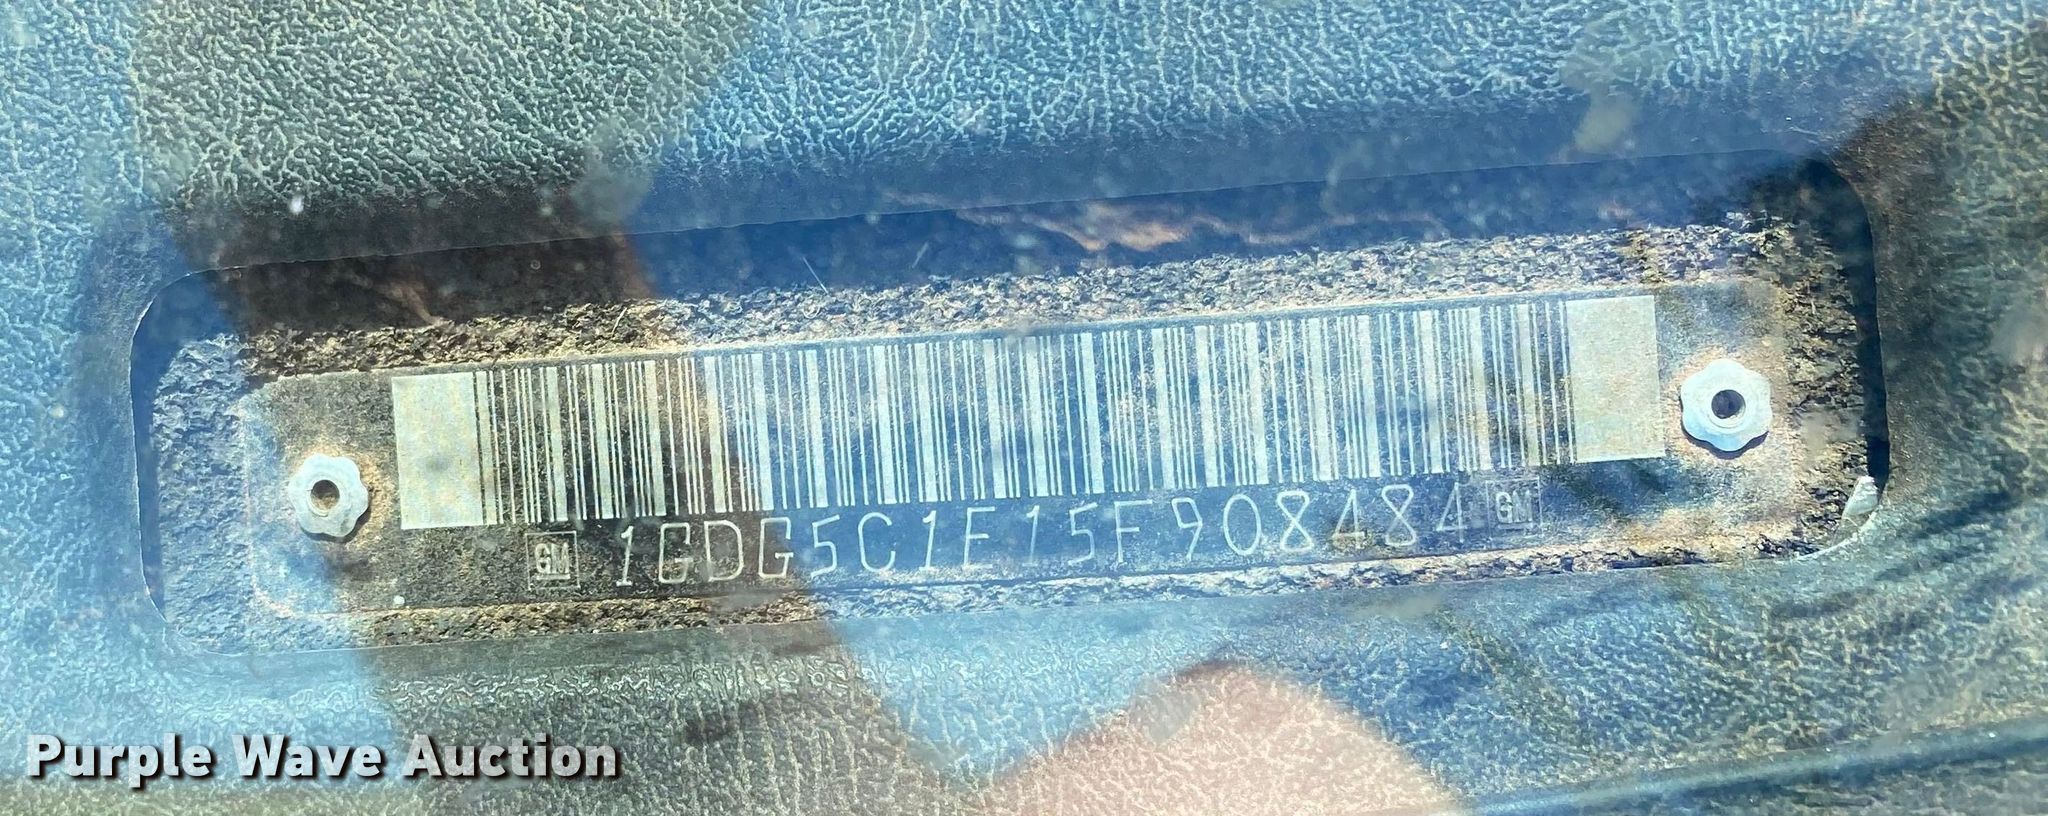 GM 1GDG5C1E15F908484 GM
Purple Wave Auction